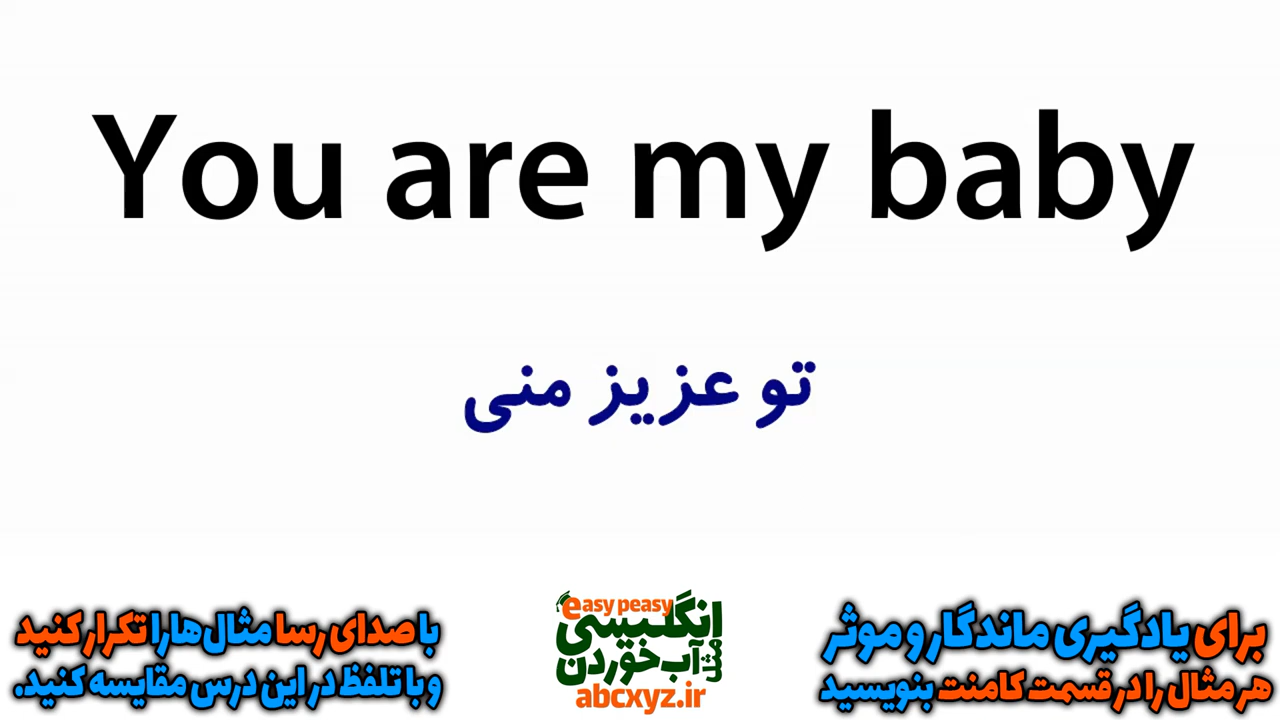 You are my baby
تو عزیز منی
برای یادگیری ماندگار و موثر
هر مثال را در قسمت کامنت بنویسید
easy peasy
انگلیسی
مثل آب خوردن
abcxyz.ir
با صدای رسا مثال‌ها را تکرار کنید
و با تلفظ در این درس مقایسه کنید.